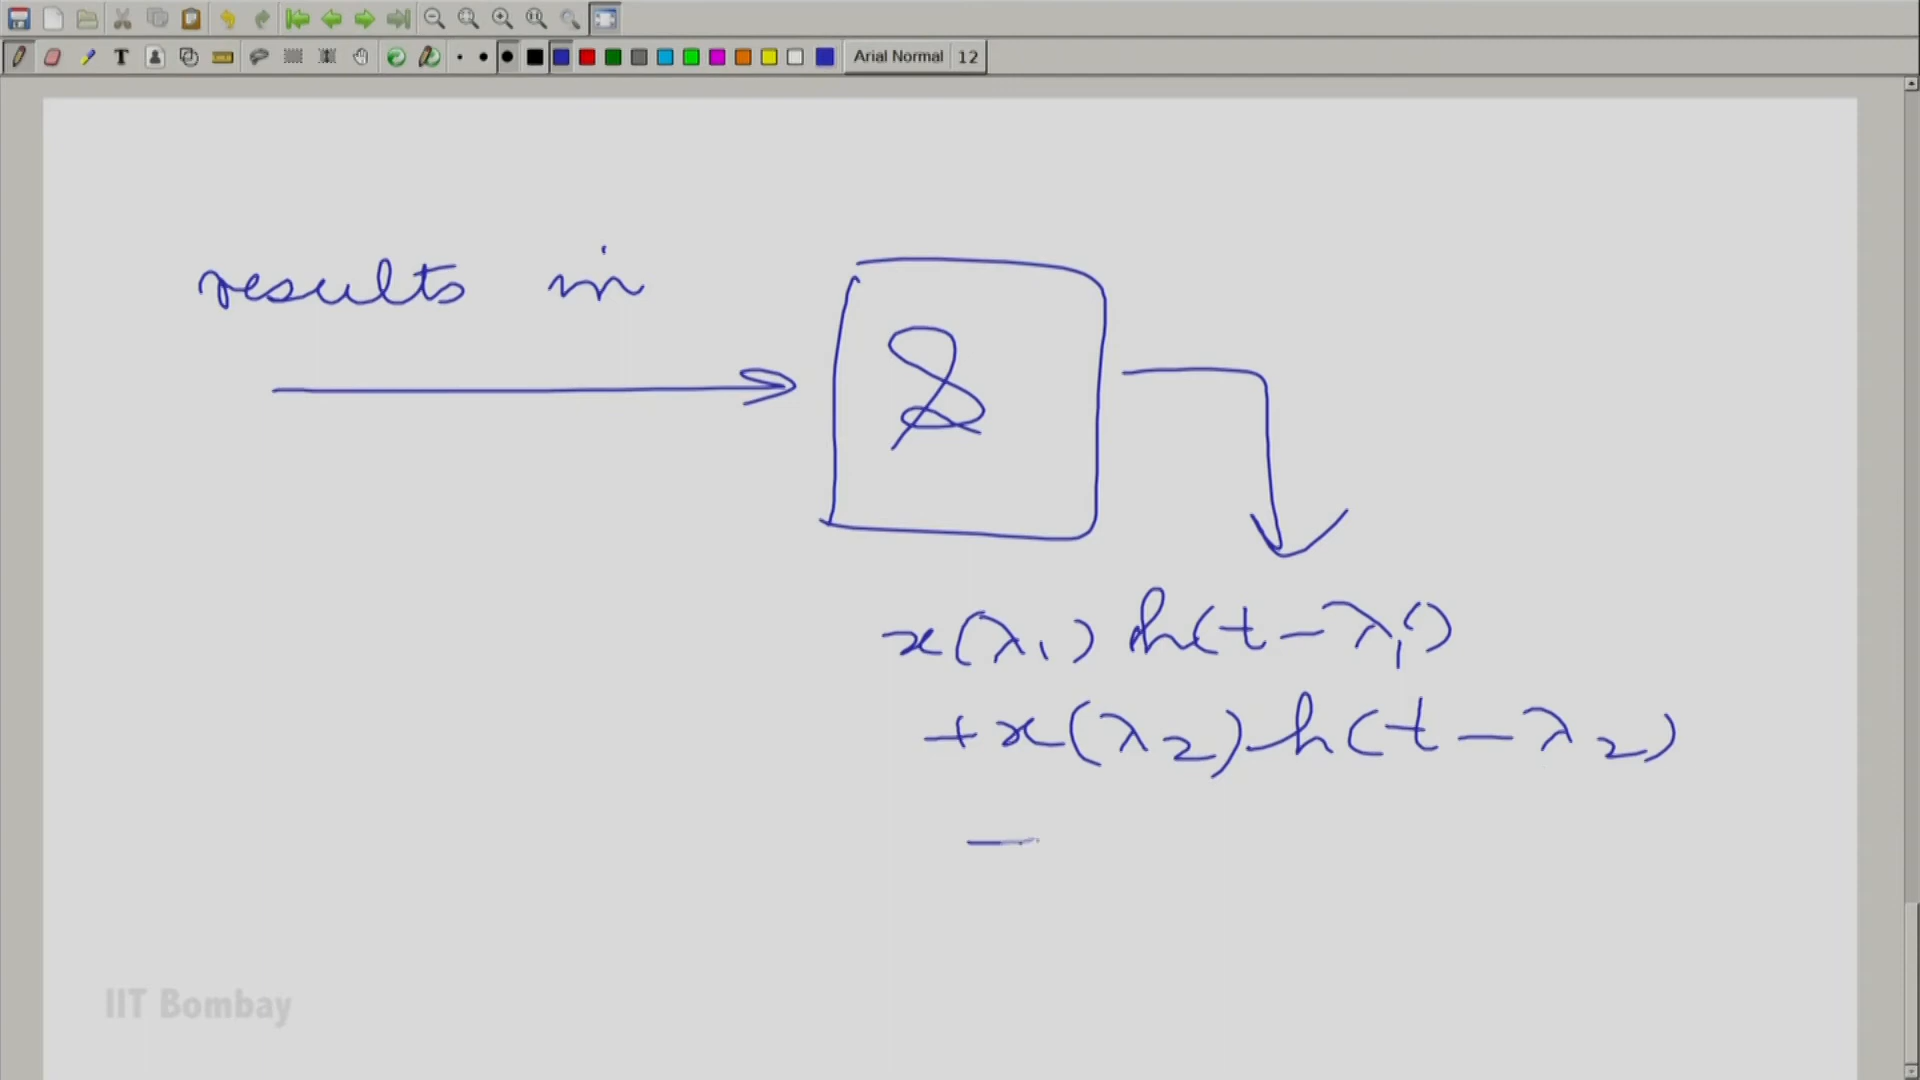 Arial Normal 12
results in
S
x(λ₁) h(t-λ₁)
+x(λ₂) h(t-λ₂)
—
IIT Bombay